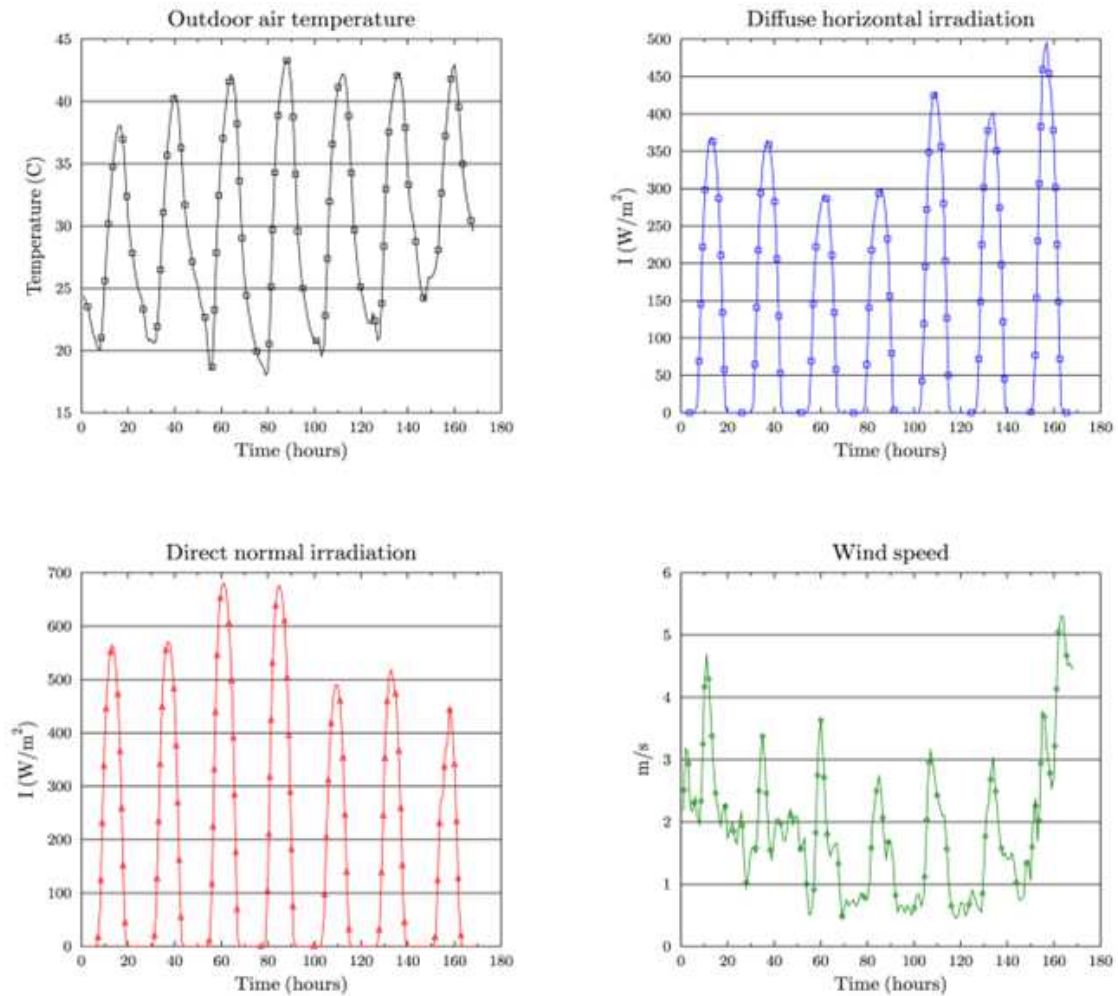 Outdoor air temperature
45
40
35
30
25
20
15
Temperature (C)
0 20 40 60 80 100 120 140 160 180
Time (hours)
Diffuse horizontal irradiation
500
450
400
350
300
250
200
150
100
50
0
I (W/m²)
0 20 40 60 80 100 120 140 160 180
Time (hours)
Direct normal irradiation
700
600
500
400
300
200
100
0
I (W/m²)
0 20 40 60 80 100 120 140 160 180
Time (hours)
Wind speed
6
5
4
3
2
1
0
m/s
0 20 40 60 80 100 120 140 160 180
Time (hours)